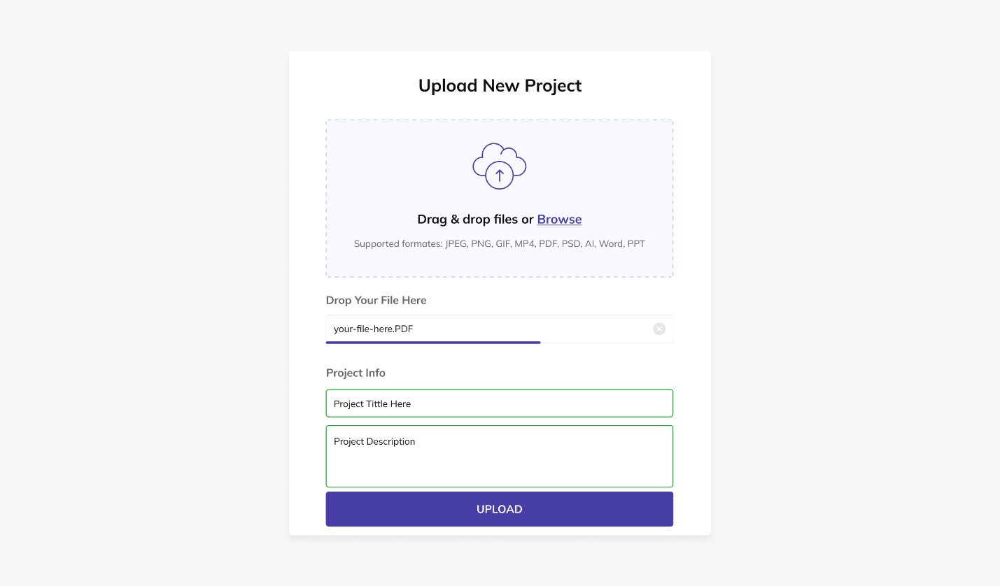 Upload New Project
Drag & drop files or Browse
Supported formates: JPEG, PNG, GIF, MP4, PDF, PSD, AI, Word, PPT
Drop Your File Here
your-file-here.PDF
Project Info
Project Tittle Here
Project Description
UPLOAD